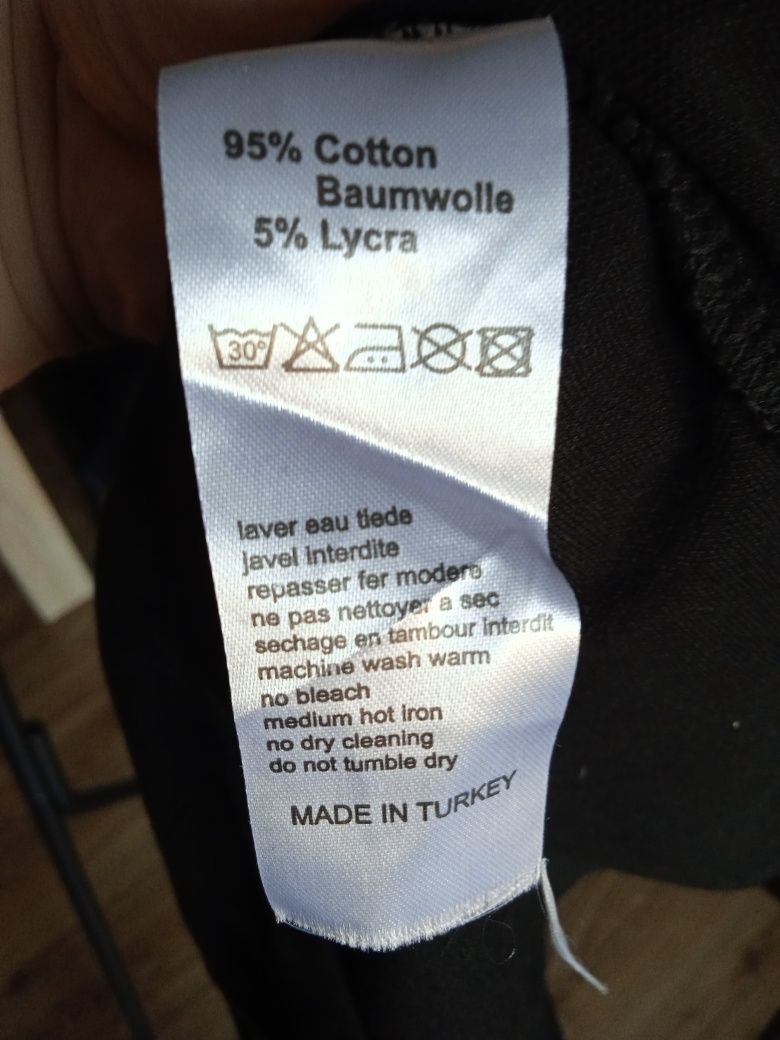 95% Cotton
Baumwolle
5% Lycra
30°
laver eau tiede
javel interdite
repasser fer modere
ne pas nettoyer a sec
sechage en tambour interdit
machine wash warm
no bleach
medium hot iron
no dry cleaning
do not tumble dry
MADE IN TURKEY